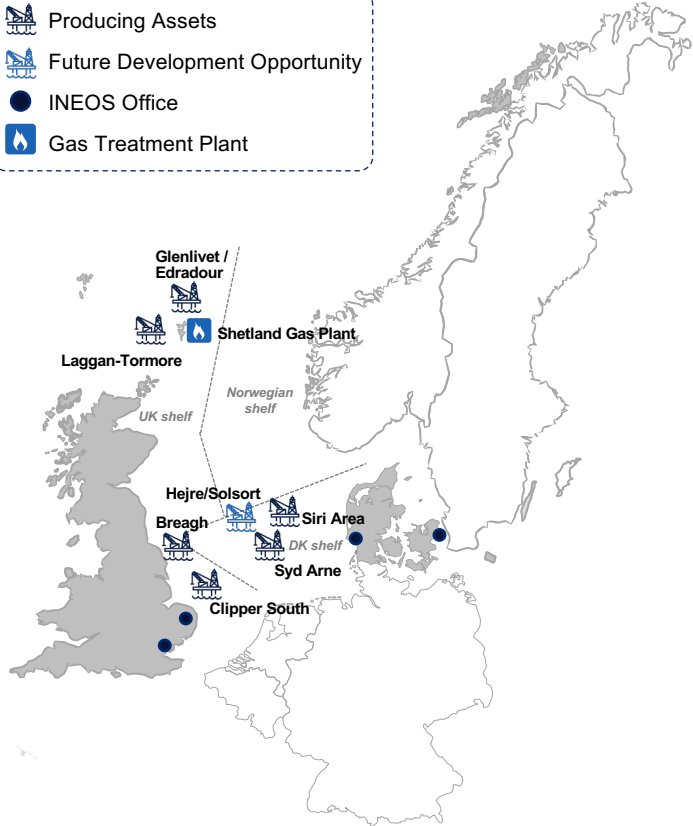 Producing Assets
Future Development Opportunity
INEOS Office
Gas Treatment Plant
Glenlivet /
Edradour
Shetland Gas Plant
Laggan-Tormore
Norwegian
shelf
UK shelf
Hejre/Solsort
Siri Area
Breagh
DK shelf
Syd Arne
Clipper South